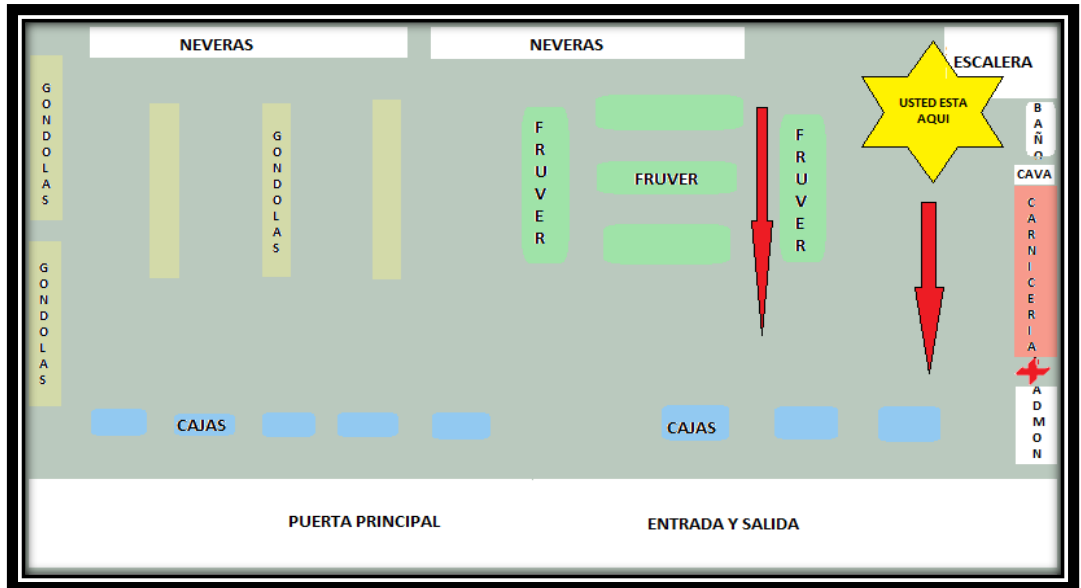 NEVERAS
NEVERAS
ESCALERA
USTED ESTA
AQUI
GONDOLAS
GONDOLAS
FRUVER
FRUVER
FRUVER
BAÑO
CAVA
CARNICERIA
GONDOLAS
CAJAS
CAJAS
ADMON
PUERTA PRINCIPAL
ENTRADA Y SALIDA